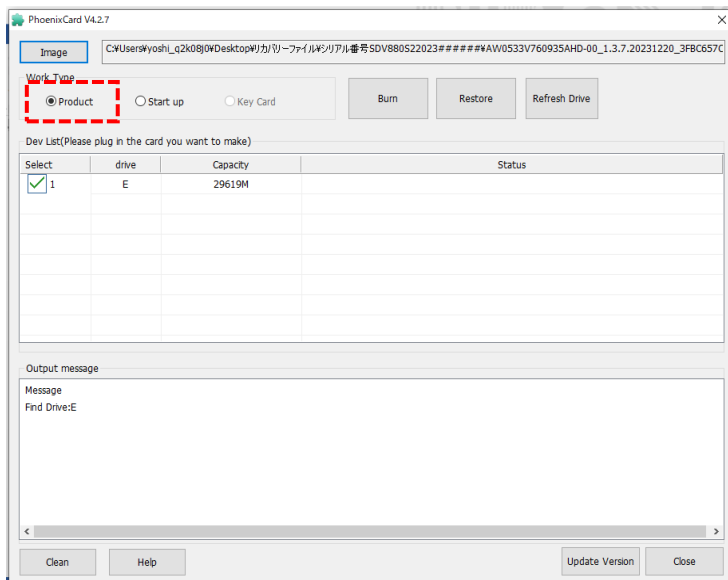 PhoenixCard V4.2.7
Image C:¥Users¥yoshi_q2k08J0¥Desktop¥リカバリーファイル¥シリアル番号SDV880S22023######¥AW0533V760935AHD-00_1.3.7.20231220_3FBC657C
Work Type
Product Start up Key Card Burn Restore Refresh Drive
Dev List(Please plug in the card you want to make)
Select drive Capacity Status
1 E 29619M
Output message
Message
Find Drive:E
Clean Help Update Version Close